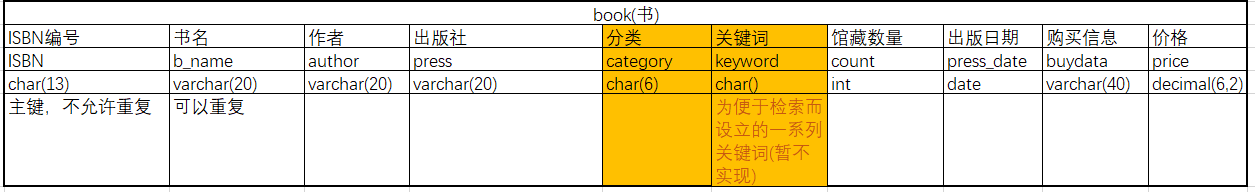 book(书)
ISBN编号 书名 作者 出版社 分类 关键词 馆藏数量 出版日期 购买信息 价格
ISBN b_name author press category keyword count press_date buydata price
char(13) varchar(20) varchar(20) varchar(20) char(6) char() int date varchar(40) decimal(6,2)
主键，不允许重复 可以重复 为便于检索而
设立的一系列
关键词(暂不
实现)